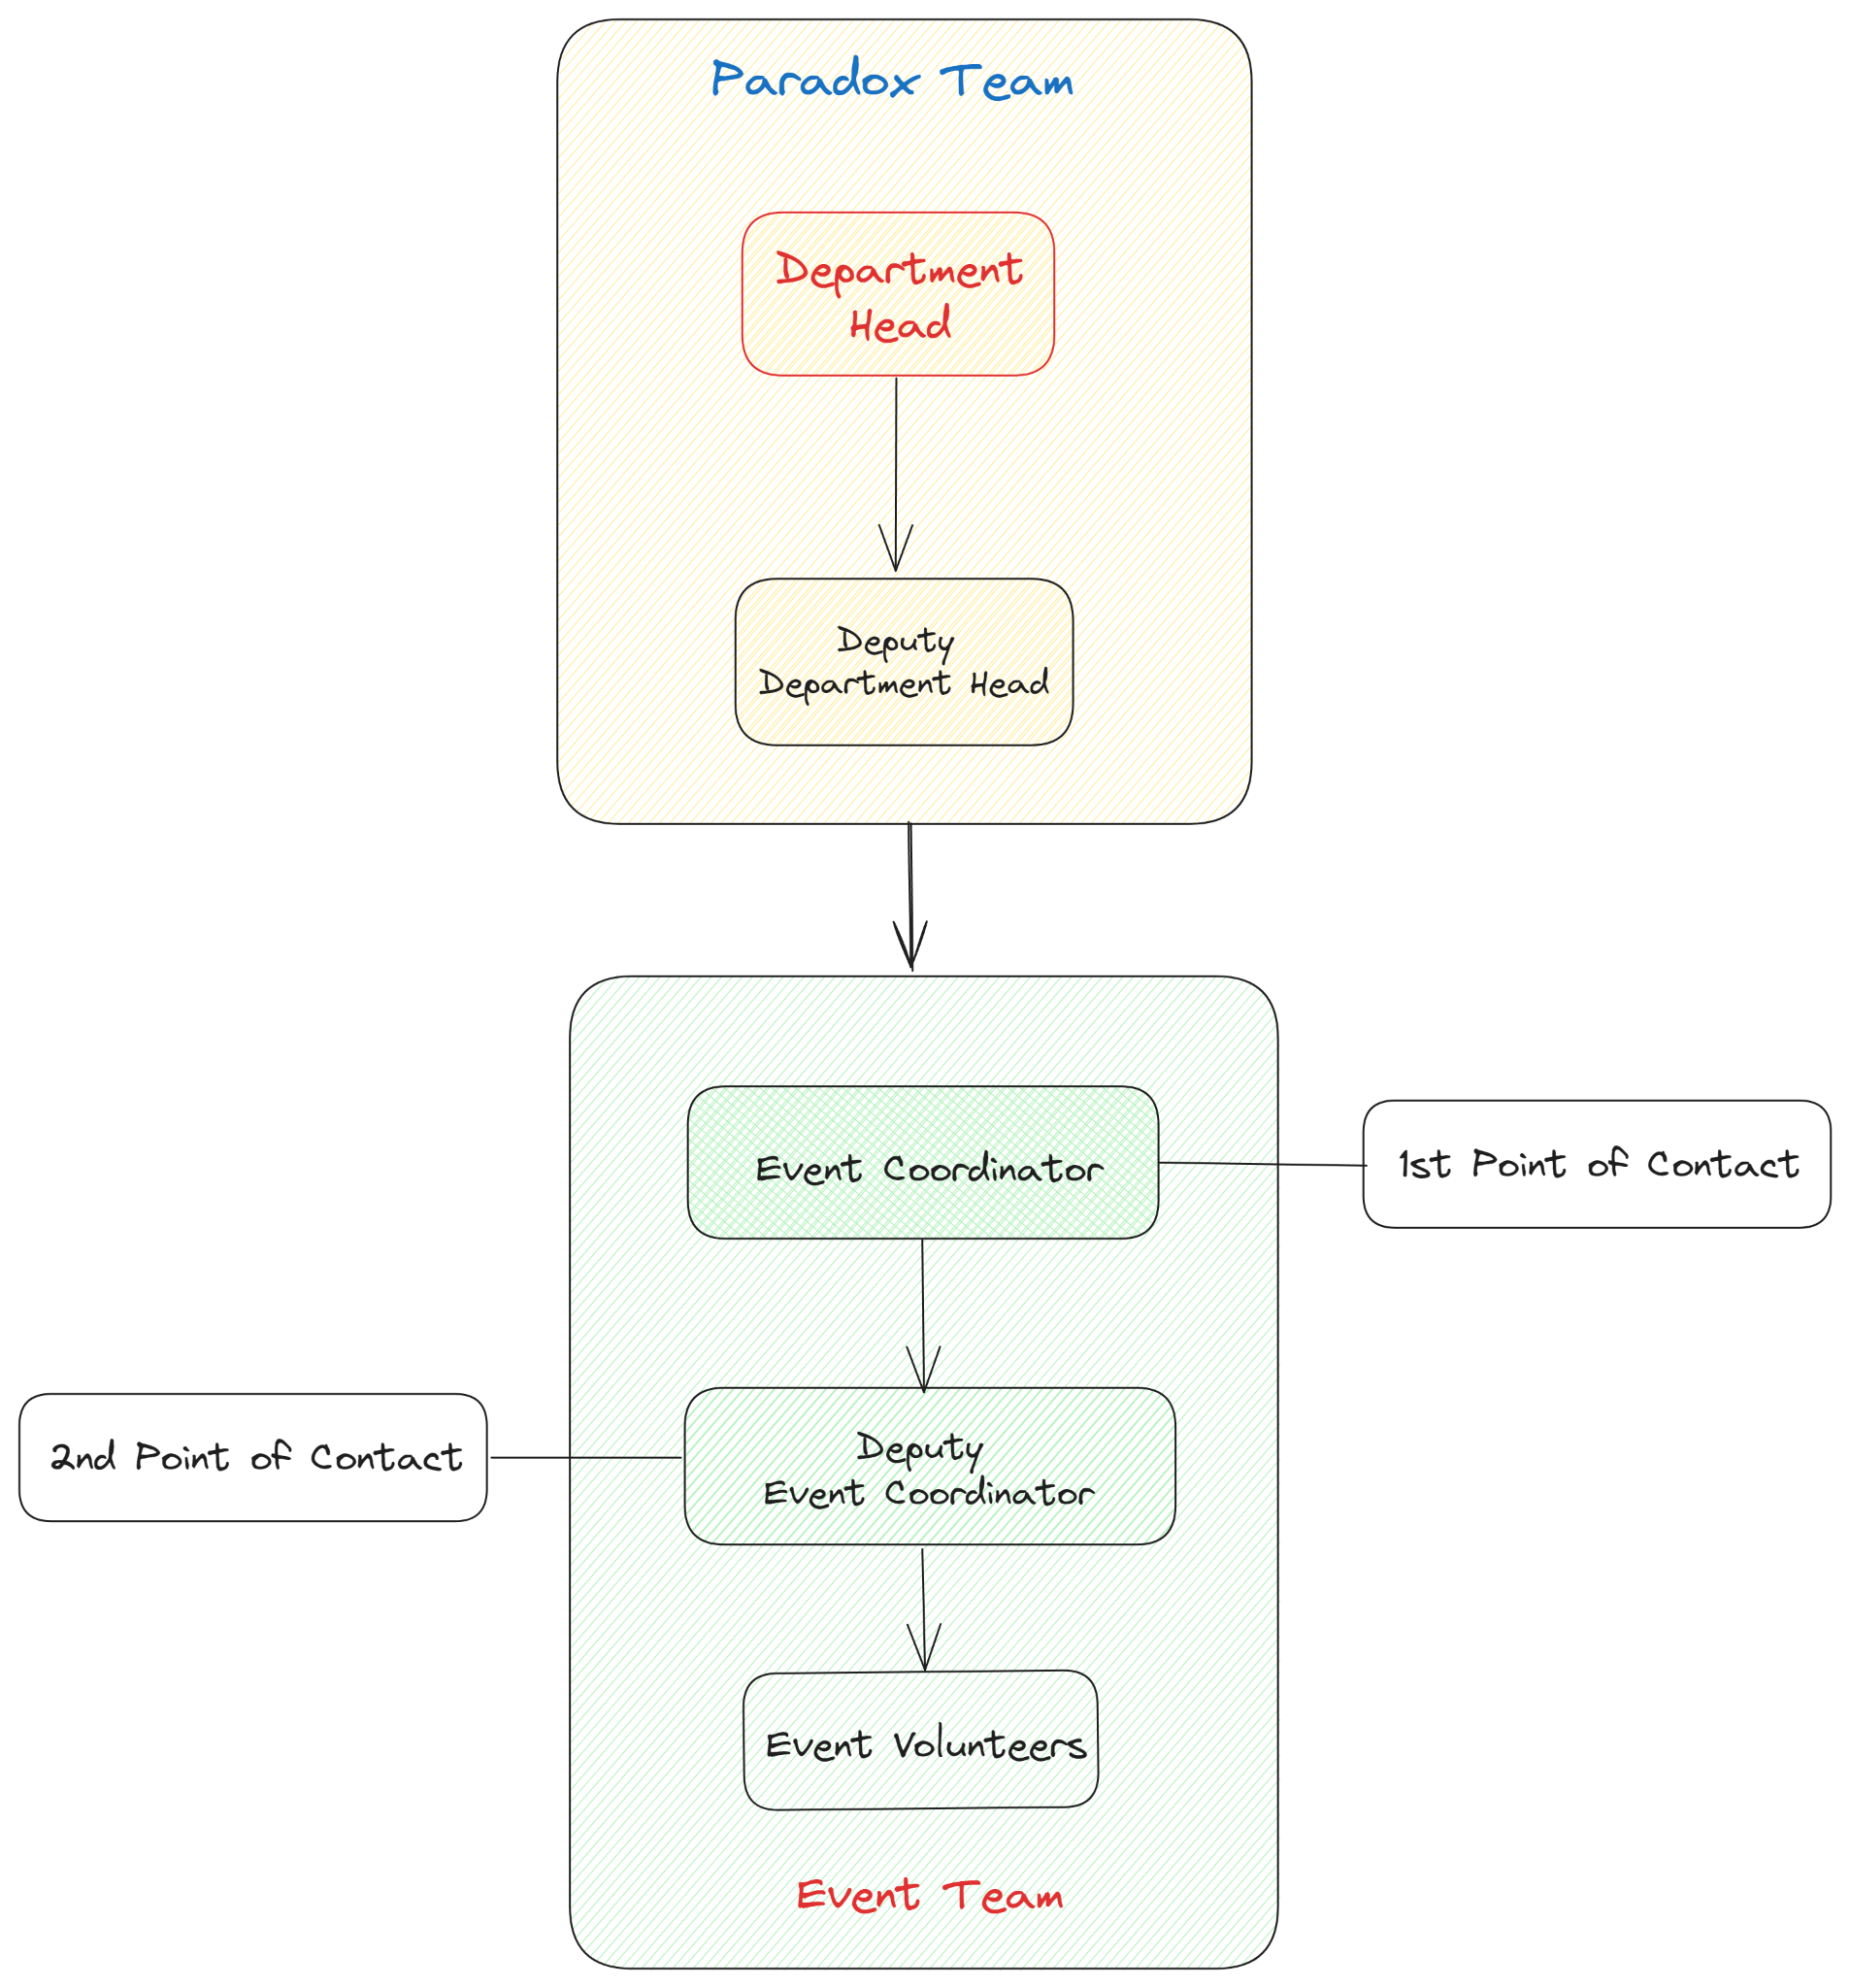 Paradox Team
Department
Head
Deputy
Department Head
Event Coordinator
1st Point of Contact
2nd Point of Contact
Deputy
Event Coordinator
Event Volunteers
Event Team